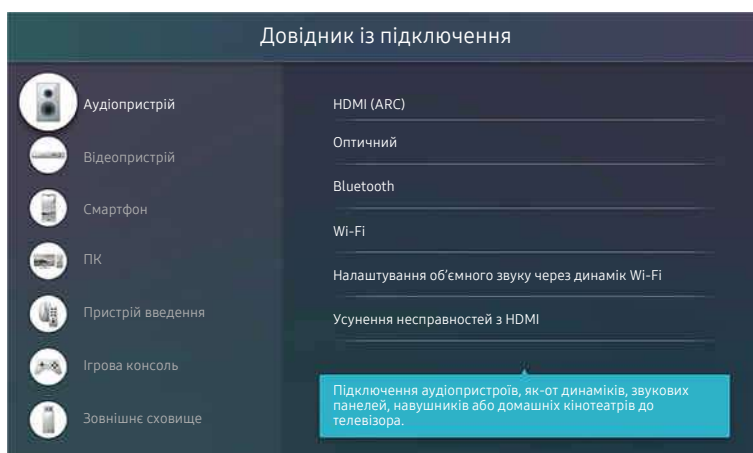 Довідник із підключення
Аудіопристрій
Відеопристрій
Смартфон
ПК
Пристрій введення
Ігрова консоль
Зовнішнє сховище
HDMI (ARC)
Оптичний
Bluetooth
Wi-Fi
Налаштування об’ємного звуку через динамік Wi-Fi
Усунення несправностей з HDMI
Підключення аудіопристроїв, як-от динаміків, звукових
панелей, навушників або домашніх кінотеатрів до
телевізора.